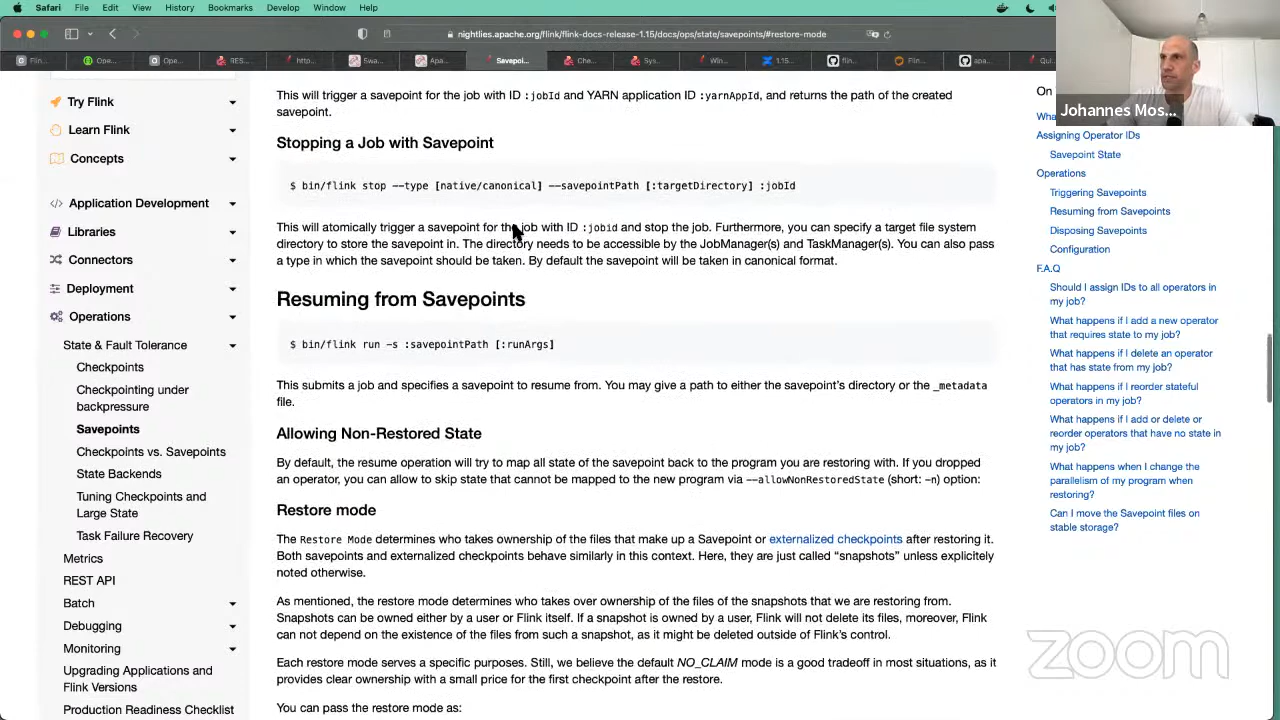 Safari File Edit View History Bookmarks Develop Window Help
nightlies.apache.org/flink/flink-docs-release-1.15/docs/ops/state/savepoints/#restore-mode
Flin... Ope... Ope... http... Swa... Apa... Savepoi... Che... Sys... Win... 1.15... flin... Flin... apa... Qui...
Johannes Mos...
Try Flink
Learn Flink
Concepts
Application Development
Libraries
Connectors
Deployment
Operations
State & Fault Tolerance
Checkpoints
Checkpointing under
backpressure
Savepoints
Checkpoints vs. Savepoints
State Backends
Tuning Checkpoints and
Large State
Task Failure Recovery
Metrics
REST API
Batch
Debugging
Monitoring
Upgrading Applications and
Flink Versions
Production Readiness Checklist
This will trigger a savepoint for the job with ID :jobId and YARN application ID :yarnAppId, and returns the path of the created
savepoint.
Stopping a Job with Savepoint
$ bin/flink stop --type [native/canonical] --savepointPath [:targetDirectory] :jobId
This will atomically trigger a savepoint for the job with ID :jobid and stop the job. Furthermore, you can specify a target file system
directory to store the savepoint in. The directory needs to be accessible by the JobManager(s) and TaskManager(s). You can also pass
a type in which the savepoint should be taken. By default the savepoint will be taken in canonical format.
Resuming from Savepoints
$ bin/flink run -s :savepointPath [:runArgs]
This submits a job and specifies a savepoint to resume from. You may give a path to either the savepoint's directory or the _metadata
file.
Allowing Non-Restored State
By default, the resume operation will try to map all state of the savepoint back to the program you are restoring with. If you dropped
an operator, you can allow to skip state that cannot be mapped to the new program via --allowNonRestoredState (short: -n) option:
Restore mode
The Restore Mode determines who takes ownership of the files that make up a Savepoint or externalized checkpoints after restoring it.
Both savepoints and externalized checkpoints behave similarly in this context. Here, they are just called “snapshots” unless explicitly
noted otherwise.
As mentioned, the restore mode determines who takes over ownership of the files of the snapshots that we are restoring from.
Snapshots can be owned either by a user or Flink itself. If a snapshot is owned by a user, Flink will not delete its files, moreover, Flink
can not depend on the existence of the files from such a snapshot, as it might be deleted outside of Flink's control.
Each restore mode serves a specific purposes. Still, we believe the default NO_CLAIM mode is a good tradeoff in most situations, as it
provides clear ownership with a small price for the first checkpoint after the restore.
You can pass the restore mode as:
On
Wha
Assigning Operator IDs
Savepoint State
Operations
Triggering Savepoints
Resuming from Savepoints
Disposing Savepoints
Configuration
F.A.Q
Should I assign IDs to all operators in
my job?
What happens if I add a new operator
that requires state to my job?
What happens if I delete an operator
that has state from my job?
What happens if I reorder stateful
operators in my job?
What happens if I add or delete or
reorder operators that have no state in
my job?
What happens when I change the
parallelism of my program when
restoring?
Can I move the Savepoint files on
stable storage?
zoom